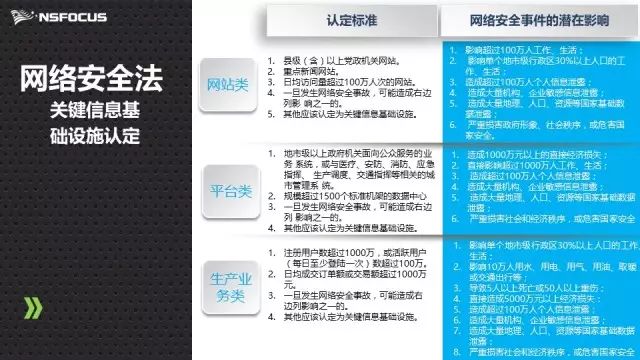 NSFOCUS
网络安全法
关键信息基
础设施认定
认定标准
网络安全事件的潜在影响
网站类
1. 县级（含）以上党政机关网站。
2. 重点新闻网站。
3. 日均访问量超过100万人次的网站。
4. 一旦发生网络安全事故，可能造成右边
列影 响之一的。
5. 其他应该认定为关键信息基础设施。
1. 影响超过100万人工作、生活；
2. 影响单个地市级行政区30%以上人口的工
作、生活；
3. 造成超过100万人个人信息泄露；
4. 造成大量机构、企业敏感信息泄露；
5. 造成大量地理、人口、资源等国家基础数
据泄露；
6. 严重损害政府形象、社会秩序，或危害国
家安全。
平台类
1. 地市级以上政府机关面向公众服务的业
务 系统，或与医疗、安防、消防、应急
指挥、 生产调度、交通指挥等相关的城
市管理系 统。
2. 规模超过1500个标准机架的数据中心
3. 一旦发生网络安全事故，可能造成右边
列影 响之一的。
4. 其他应该认定为关键信息基础设施。
1. 造成1000万元以上的直接经济损失；
2. 直接影响超过1000万人工作、生活；
3. 造成超过100万人个人信息泄露；
4. 造成大量机构、企业敏感信息泄露；
5. 造成大量地理、人口、资源等国家基础数据
泄露；
6. 严重损害社会和经济秩序，或危害国家安全
生产业
务类
1. 注册用户数超过1000万，或活跃用户
（每日至少登陆一次）数超过100万。
2. 日均成交订单额或交易额超过1000万
元。
3. 一旦发生网络安全事故，可能造成右
边列影响之一的。
4. 其他应该认定为关键信息基础设施。
1. 影响单个地市级行政区30%以上人口的工作、
生活；
2. 影响10万人用水、用电、用气、用油、取暖
或交通出行等；
3. 导致5人以上死亡或50人以上重伤；
4. 直接造成5000万元以上经济损失；
5. 造成超过100万人个人信息泄露；
6. 造成大量机构、企业敏感信息泄露；
7. 造成大量地理、人口、资源等国家基础数据
泄露；
8. 严重损害社会和经济秩序，或危害国家安全